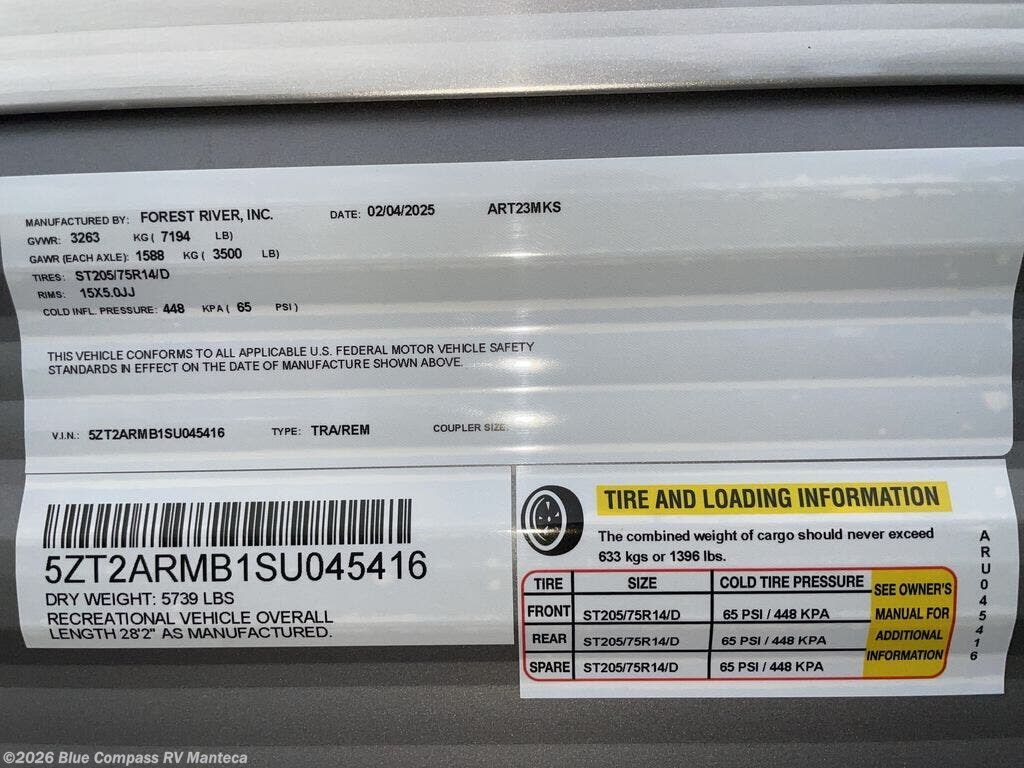 MANUFACTURED BY: FOREST RIVER, INC. DATE: 02/04/2025 ART23MKS
GVWR: 3263 KG ( 7194 LB)
GAWR (EACH AXLE): 1588 KG ( 3500 LB)
TIRES: ST205/75R14/D
RIMS: 15X5.0JJ
COLD INFL. PRESSURE: 448 KPA ( 65 PSI )
THIS VEHICLE CONFORMS TO ALL APPLICABLE U.S. FEDERAL MOTOR VEHICLE SAFETY
STANDARDS IN EFFECT ON THE DATE OF MANUFACTURE SHOWN ABOVE.
V.I.N.: 5ZT2ARMB1SU045416 TYPE: TRA/REM COUPLER SIZE:
5ZT2ARMB1SU045416
DRY WEIGHT: 5739 LBS
RECREATIONAL VEHICLE OVERALL
LENGTH 28'2" AS MANUFACTURED.
TIRE AND LOADING INFORMATION
The combined weight of cargo should never exceed
633 kgs or 1396 lbs.
TIRE SIZE COLD TIRE PRESSURE
FRONT ST205/75R14/D 65 PSI / 448 KPA
REAR ST205/75R14/D 65 PSI / 448 KPA
SPARE ST205/75R14/D 65 PSI / 448 KPA
SEE OWNER'S
MANUAL FOR
ADDITIONAL
INFORMATION
ARU045416
©2026 Blue Compass RV Manteca